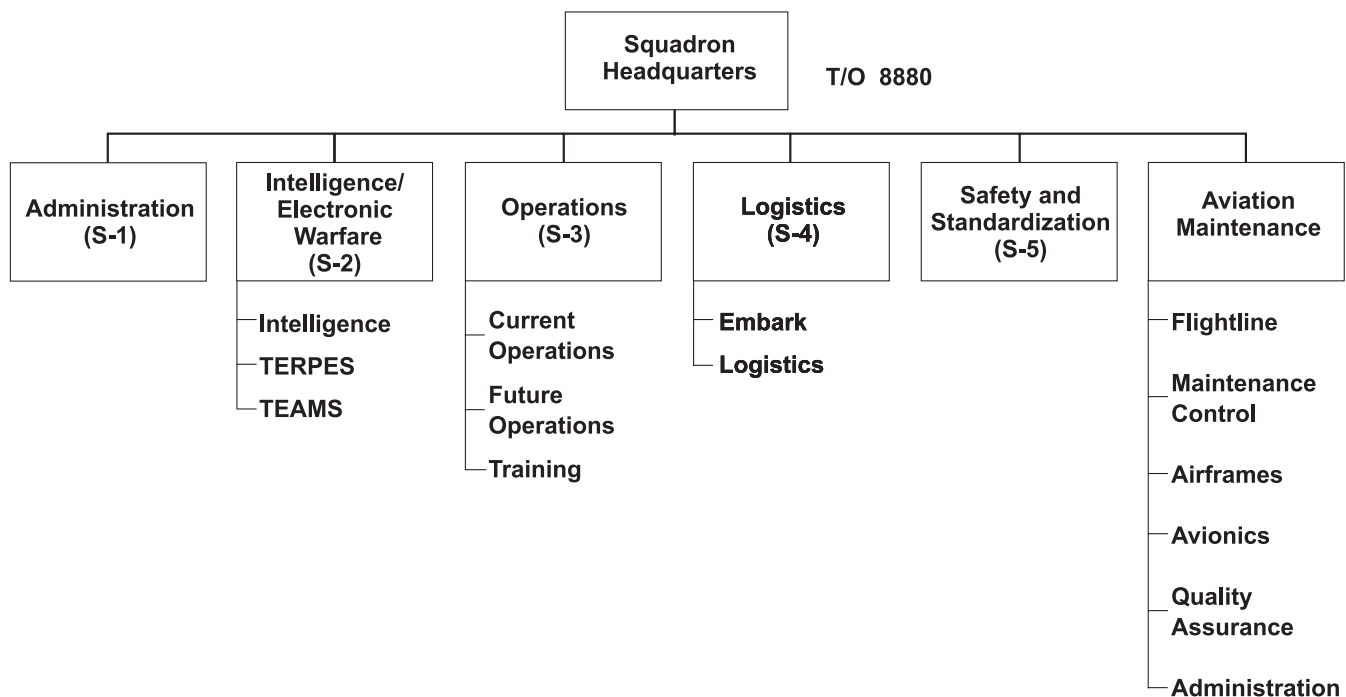 Squadron
Headquarters
T/O 8880
Administration
(S-1)
Intelligence/
Electronic
Warfare
(S-2)
Intelligence
TERPES
TEAMS
Operations
(S-3)
Current
Operations
Future
Operations
Training
Logistics
(S-4)
Embark
Logistics
Safety and
Standardization
(S-5)
Aviation
Maintenance
Flightline
Maintenance
Control
Airframes
Avionics
Quality
Assurance
Administration